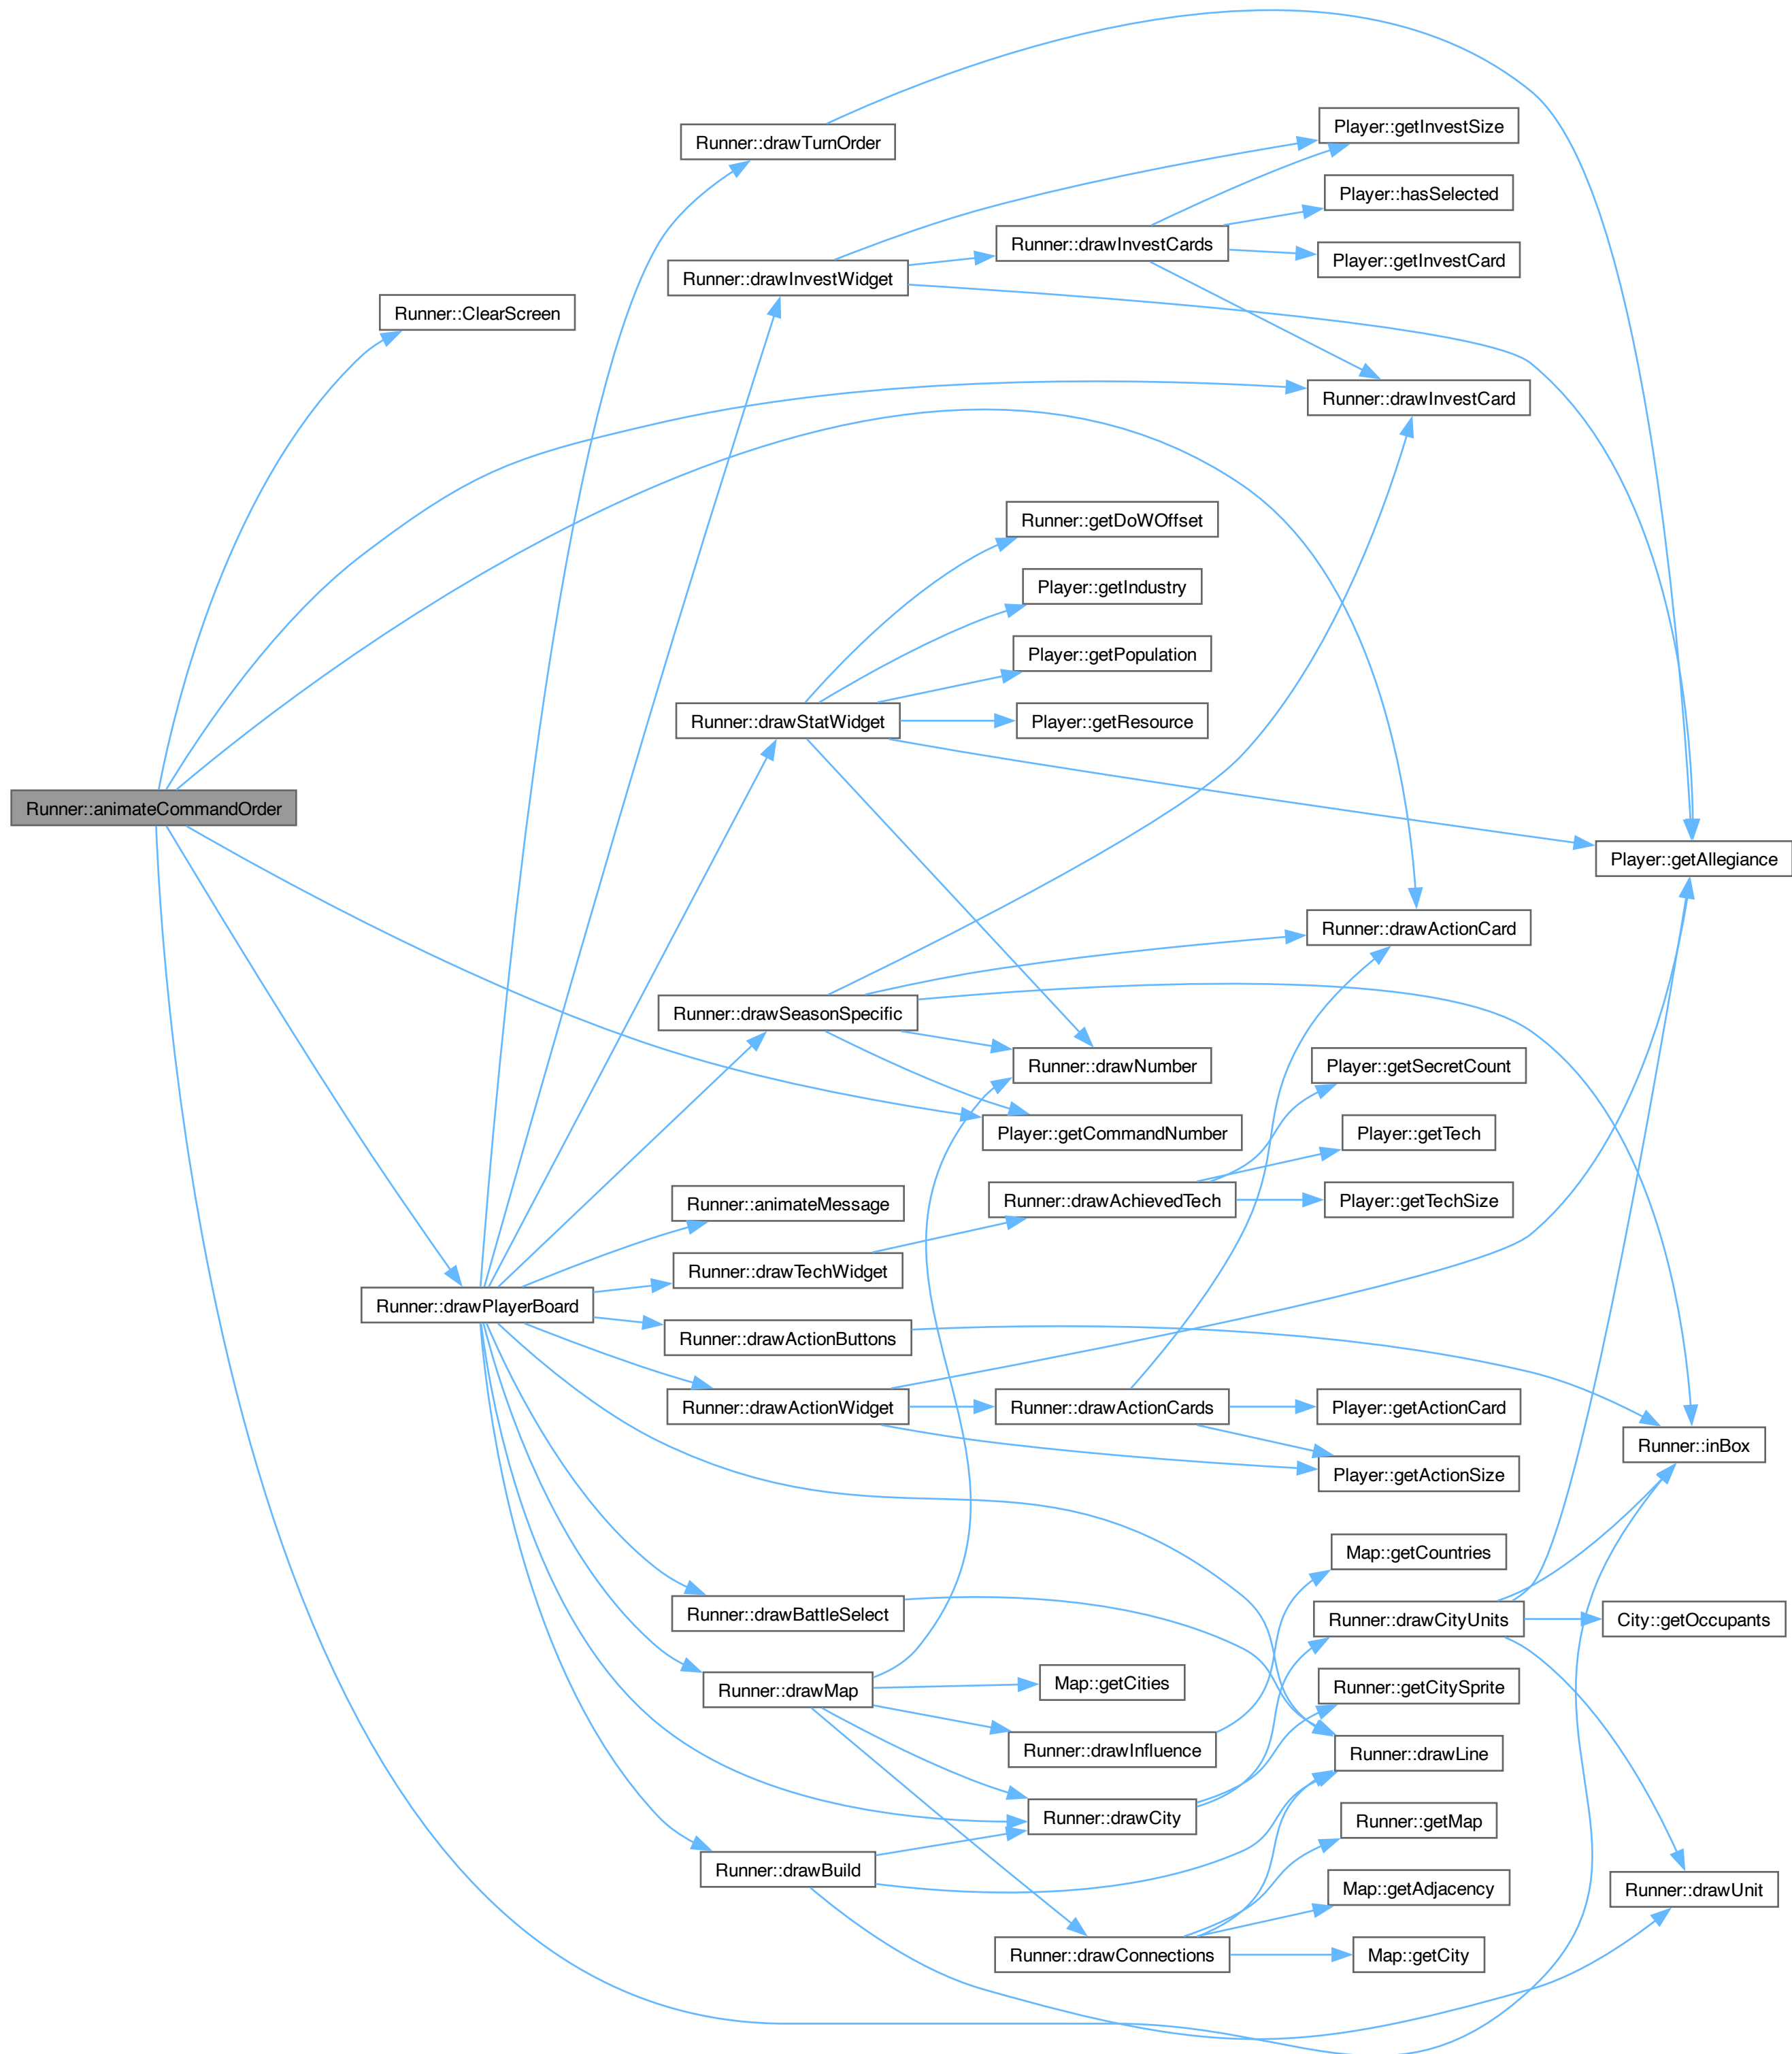 Runner::drawTurnOrder
Player::getInvestSize
Player::hasSelected
Runner::drawInvestCards
Player::getInvestCard
Runner::drawInvestWidget
Runner::ClearScreen
Runner::drawInvestCard
Runner::getDoWOffset
Player::getIndustry
Player::getPopulation
Runner::drawStatWidget
Player::getResource
Runner::animateCommandOrder
Player::getAllegiance
Runner::drawActionCard
Runner::drawSeasonSpecific
Runner::drawNumber
Player::getSecretCount
Player::getCommandNumber
Player::getTech
Runner::animateMessage
Runner::drawAchievedTech
Player::getTechSize
Runner::drawTechWidget
Runner::drawPlayerBoard
Runner::drawActionButtons
Runner::drawActionWidget
Runner::drawActionCards
Player::getActionCard
Runner::inBox
Player::getActionSize
Map::getCountries
Runner::drawBattleSelect
Runner::drawCityUnits
City::getOccupants
Runner::drawMap
Map::getCities
Runner::getCitySprite
Runner::drawInfluence
Runner::drawLine
Runner::drawCity
Runner::getMap
Runner::drawBuild
Map::getAdjacency
Runner::drawUnit
Runner::drawConnections
Map::getCity